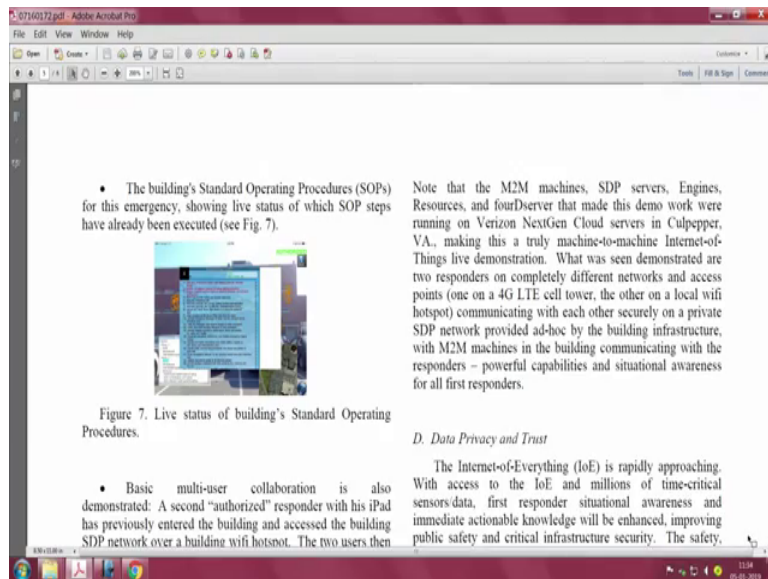 07160172.pdf - Adobe Acrobat Pro
File Edit View Window Help
Open Create Customize
Tools Fill & Sign Comment
• The building's Standard Operating Procedures (SOPs)
for this emergency, showing live status of which SOP steps
have already been executed (see Fig. 7).
Figure 7. Live status of building's Standard Operating
Procedures.
• Basic multi-user collaboration is also
demonstrated: A second “authorized” responder with his iPad
has previously entered the building and accessed the building
SDP network over a building wifi hotspot. The two users then
Note that the M2M machines, SDP servers, Engines,
Resources, and fourDserver that made this demo work were
running on Verizon NextGen Cloud servers in Culpepper,
VA., making this a truly machine-to-machine Internet-of-
Things live demonstration. What was seen demonstrated are
two responders on completely different networks and access
points (one on a 4G LTE cell tower, the other on a local wifi
hotspot) communicating with each other securely on a private
SDP network provided ad-hoc by the building infrastructure,
with M2M machines in the building communicating with the
responders – powerful capabilities and situational awareness
for all first responders.
D. Data Privacy and Trust
The Internet-of-Everything (IoE) is rapidly approaching.
With access to the IoE and millions of time-critical
sensors/data, first responder situational awareness and
immediate actionable knowledge will be enhanced, improving
public safety and critical infrastructure security. The safety,
8.50 x 11.00 in
11:54
05-01-2019